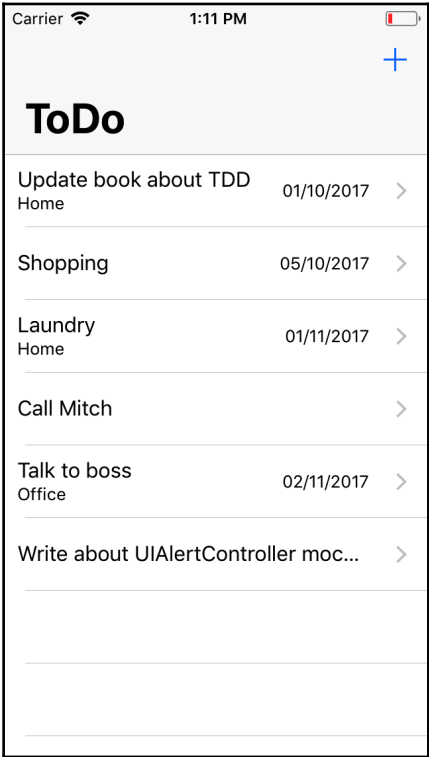 Carrier 1:11 PM
+
ToDo
Update book about TDD 01/10/2017
Home
Shopping 05/10/2017
Laundry 01/11/2017
Home
Call Mitch
Talk to boss 02/11/2017
Office
Write about UIAlertController moc...